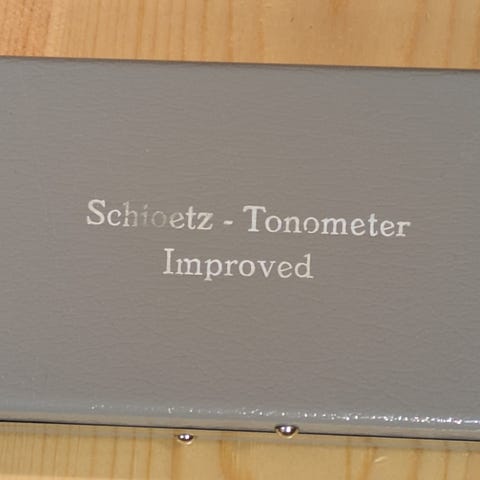 Schioetz - Tonometer
Improved